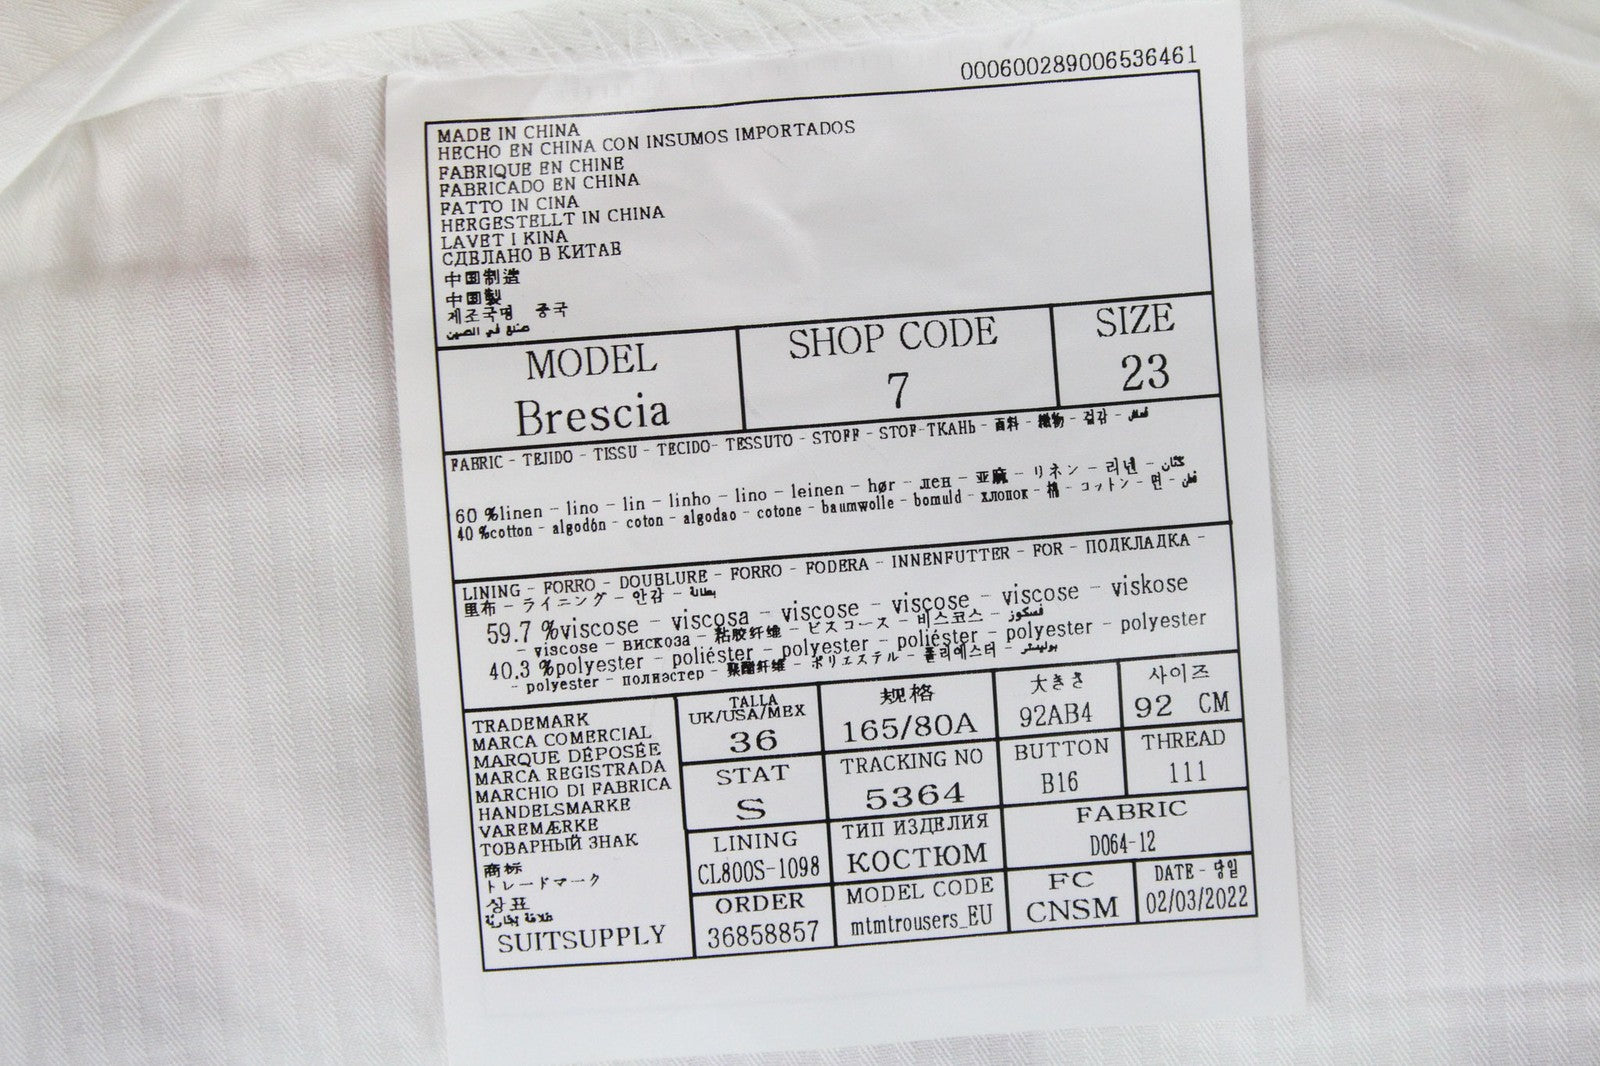 000600289006536461
MADE IN CHINA
HECHO EN CHINA CON INSUMOS IMPORTADOS
FABRIQUE EN CHINE
FABRICADO EN CHINA
FATTO IN CINA
HERGESTELLT IN CHINA
LAVET I KINA
СДЕЛАНО В КИТАЕ
中国制造
中国製
제조국명 중국
صنع في الصين
MODEL
Brescia
SHOP CODE
7
SIZE
23
FABRIC - TEJIDO - TISSU - TECIDO- TESSUTO - STOFF - STOF-ТКАНЬ - 面料 - 織物 - 겉감 - قماش
60 %linen - lino - lin - linho - lino - leinen - hør - лен - 亚麻 - リネン - 리넨 - كتان
40 %cotton - algodón - coton - algodao - cotone - baumwolle - bomuld - хлопок - 棉 - コットン - 면 - قطن
LINING - FORRO - DOUBLURE - FORRO - FODERA - INNENFUTTER - FOR - ПОДКЛАДКА -
里布 - ライニング - 안감 - بطانة
59.7 %viscose - viscosa - viscose - viscose - viscose - viskose
- viscose - вискоза - 粘胶纤维 - ビスコース - 비스코스 - فسكوز
40.3 %polyester - poliéster - polyester - poliéster - polyester - polyester
- polyester - полиэстер - 聚酯纤维 - ポリエステル - 폴리에스터 - بوليستر
TRADEMARK
MARCA COMERCIAL
MARQUE DÉPOSÉE
MARCA REGISTRADA
MARCHIO DI FABRICA
HANDELSMARKE
VAREMÆRKE
ТОВАРНЫЙ ЗНАК
商标
トレードマーク
상표
علامة تجارية
SUITSUPPLY
TALLA
UK/USA/MEX
36
规格
165/80A
大きさ
92AB4
사이즈
92 CM
STAT
S
TRACKING NO
5364
BUTTON
B16
THREAD
111
LINING
CL800S-1098
ТИП ИЗДЕЛИЯ
КОСТЮМ
FABRIC
D064-12
ORDER
36858857
MODEL CODE
mtmtrousers_EU
FC
CNSM
DATE -
02/03/2022